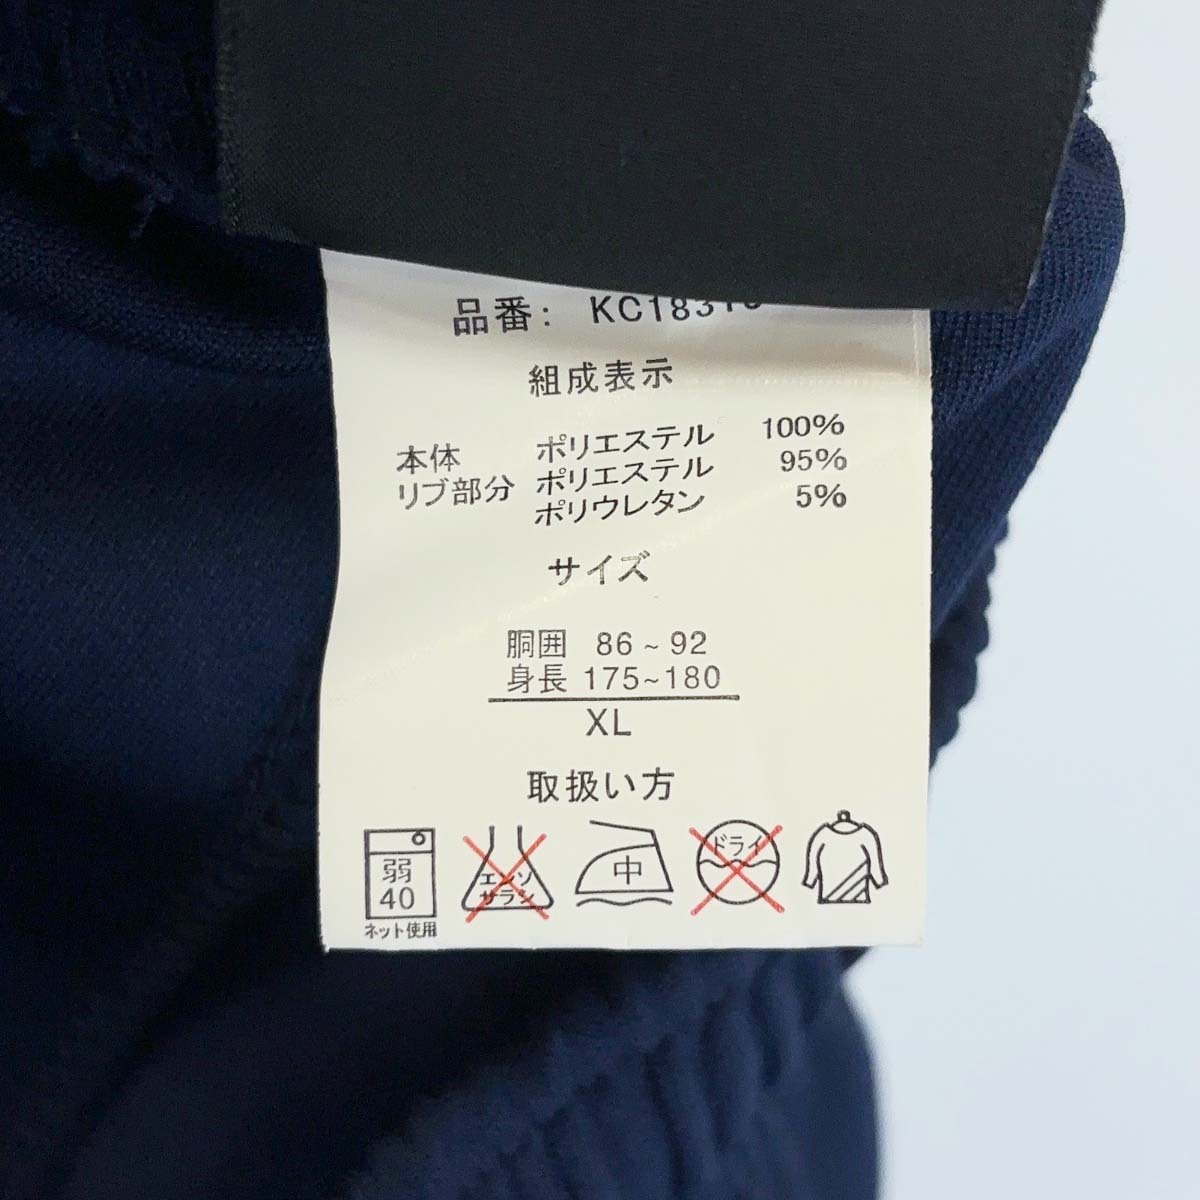 品番:
組成表示
本体 ポリエステル 100%
リブ部分 ポリエステル 95%
ポリウレタン 5%
サイズ
胴囲 86~92
身長 175~180
XL
取扱い方
弱 40 ネット使用
エンソサラシ
中
ドライ